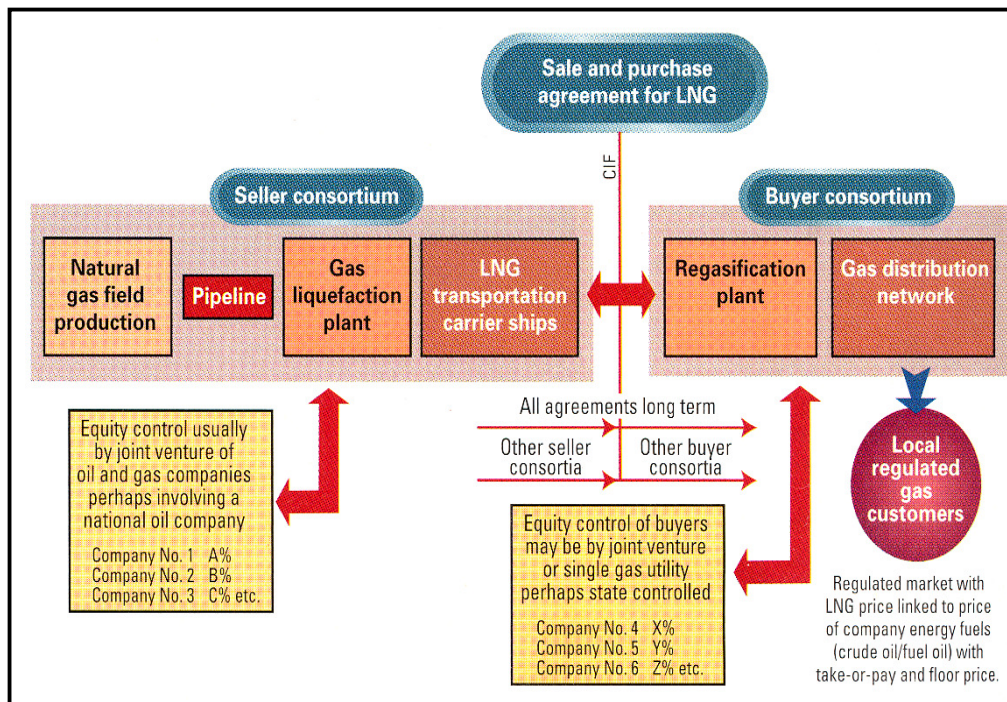 Sale and purchase
agreement for LNG
CIF
Seller consortium
Buyer consortium
Natural
gas field
production
Pipeline
Gas
liquefaction
plant
LNG
transportation
carrier ships
Regasification
plant
Gas distribution
network
All agreements long term
Other seller
consortia
Other buyer
consortia
Equity control usually
by joint venture of
oil and gas companies
perhaps involving a
national oil company
Company No. 1 A%
Company No. 2 B%
Company No. 3 C% etc.
Equity control of buyers
may be by joint venture
or single gas utility
perhaps state controlled
Company No. 4 X%
Company No. 5 Y%
Company No. 6 Z% etc.
Local
regulated
gas
customers
Regulated market with
LNG price linked to price
of company energy fuels
(crude oil/fuel oil) with
take-or-pay and floor price.